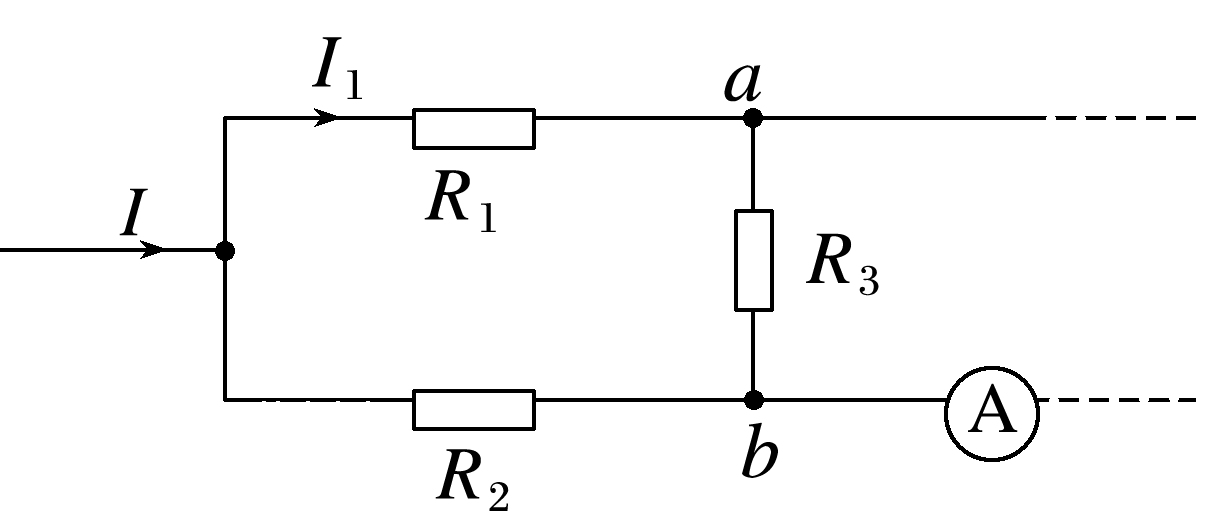 I₁
a
I
R₁
R₃
A
b
R₂